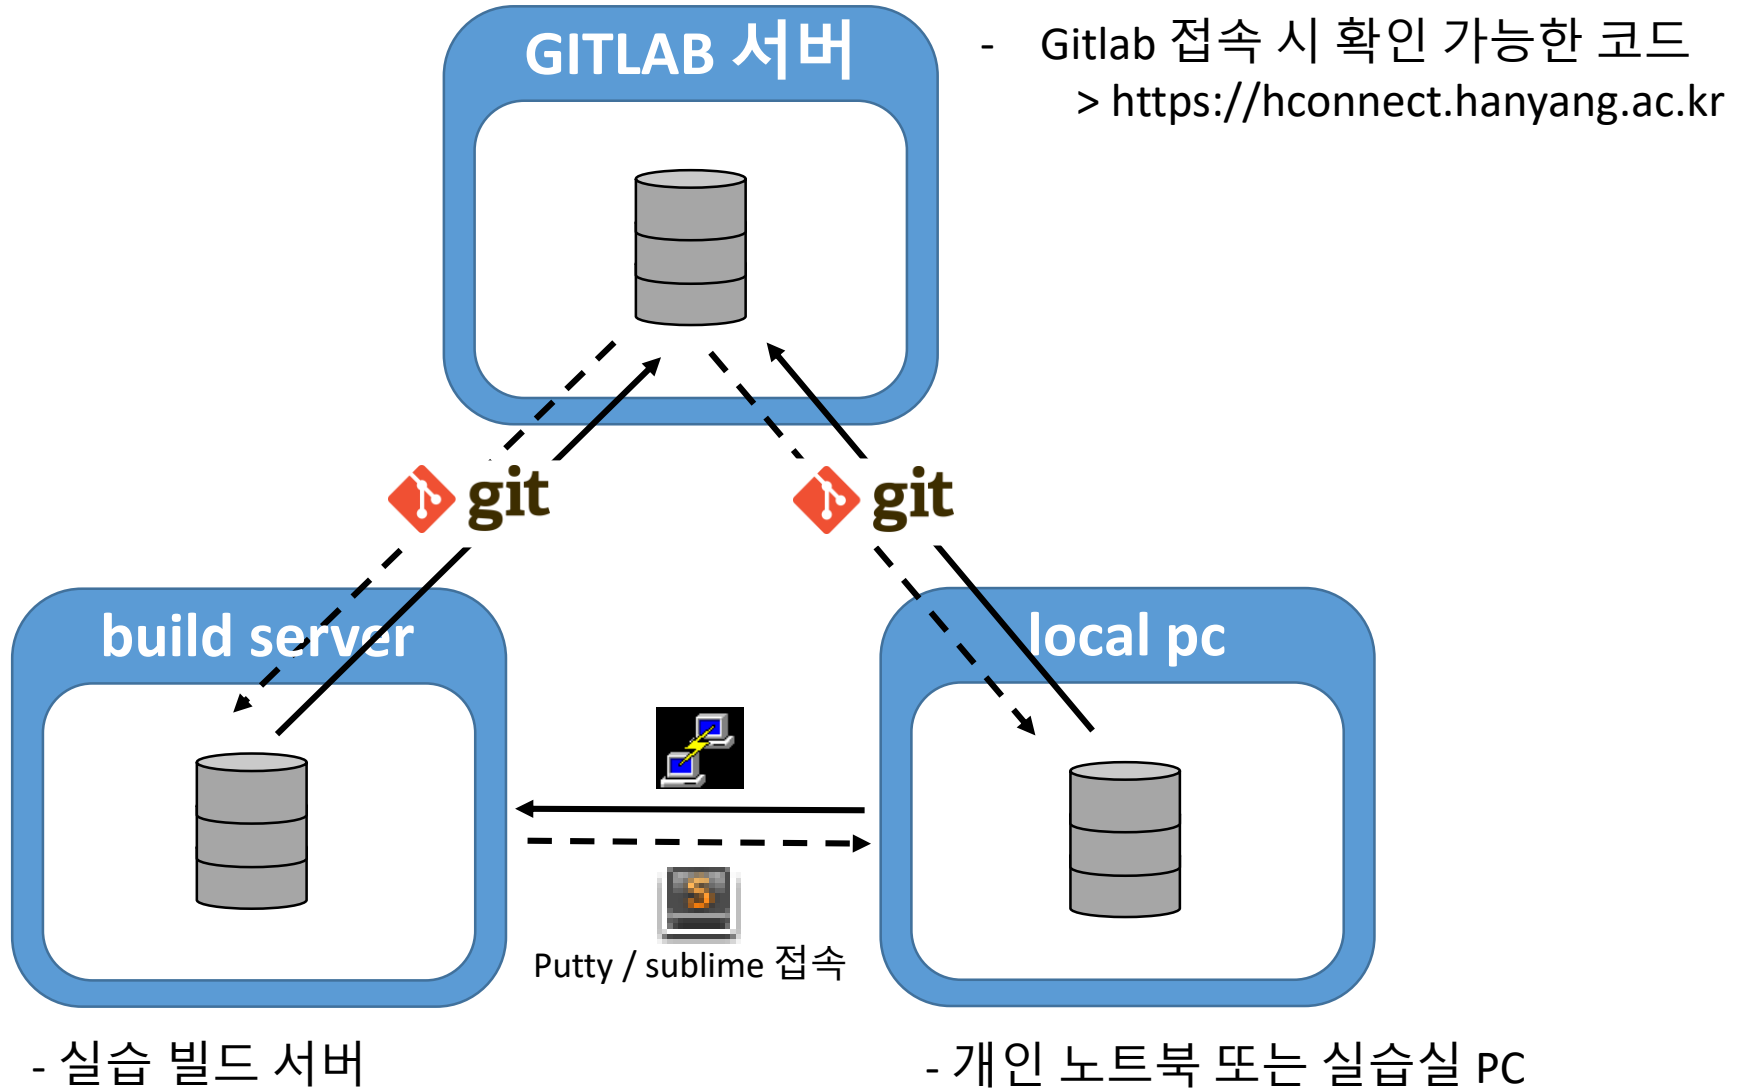 GITLAB 서버
- Gitlab 접속 시 확인 가능한 코드
> https://hconnect.hanyang.ac.kr
git
git
build server
local pc
S
Putty / sublime 접속
- 실습 빌드 서버
- 개인 노트북 또는 실습실 PC